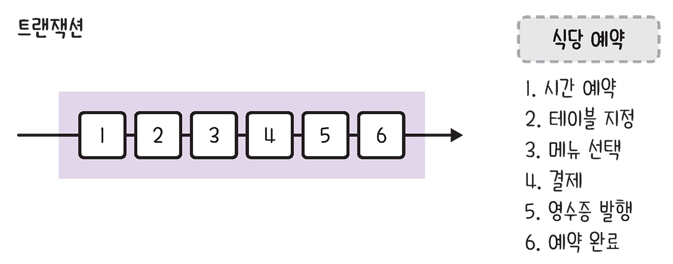 트랜잭션
식당 예약
1 2 3 4 5 6
1. 시간 예약
2. 테이블 지정
3. 메뉴 선택
4. 결제
5. 영수증 발행
6. 예약 완료